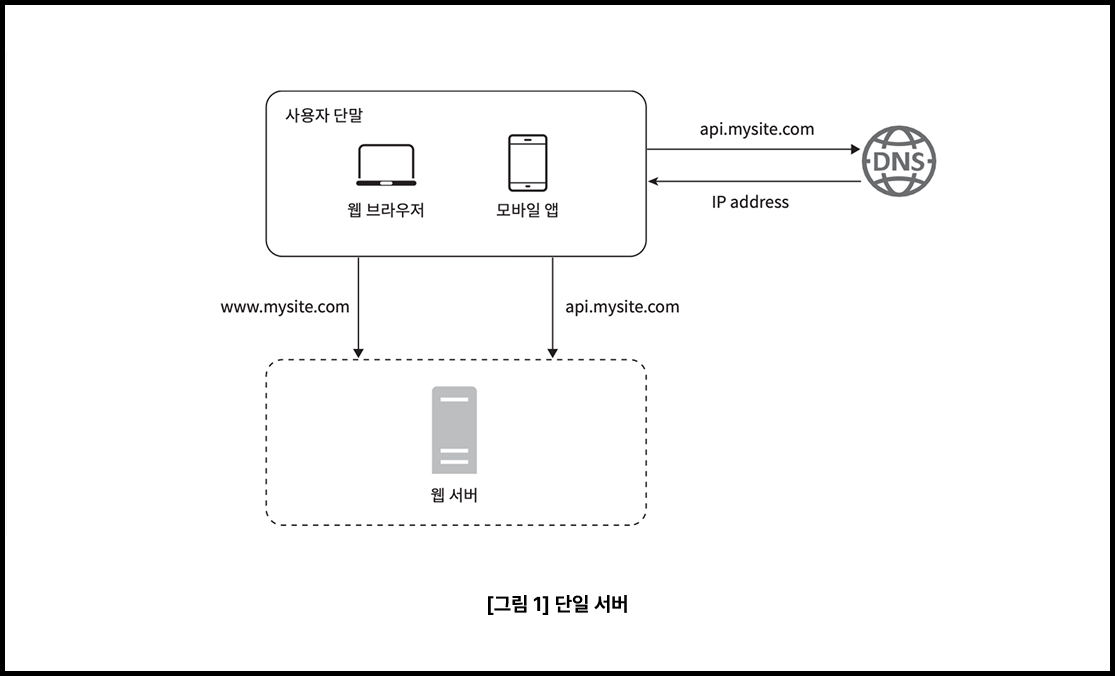 사용자 단말
웹 브라우저
모바일 앱
api.mysite.com
DNS
IP address
www.mysite.com
api.mysite.com
웹 서버
[그림 1] 단일 서버